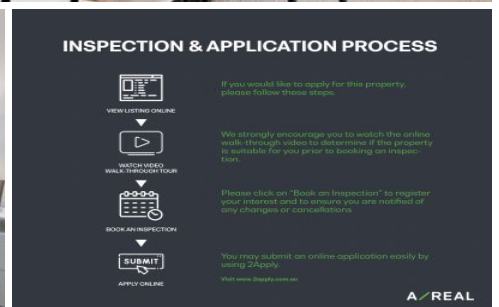 INSPECTION & APPLICATION PROCESS
VIEW LISTING ONLINE
If you would like to apply for this property,
please follow these steps.
WATCH VIDEO
WALK-THROUGH TOUR
We strongly encourage you to watch the online
walk-through video to determine if the property
is suitable for you prior to booking an inspec-
tion.
BOOK AN INSPECTION
Please click on "Book an Inspection" to register
your interest and to ensure you are notified of
any changes or cancellations
SUBMIT
APPLY ONLINE
You may submit an online application easily by
using 2Apply.
Visit www.2apply.com.au
A/REAL